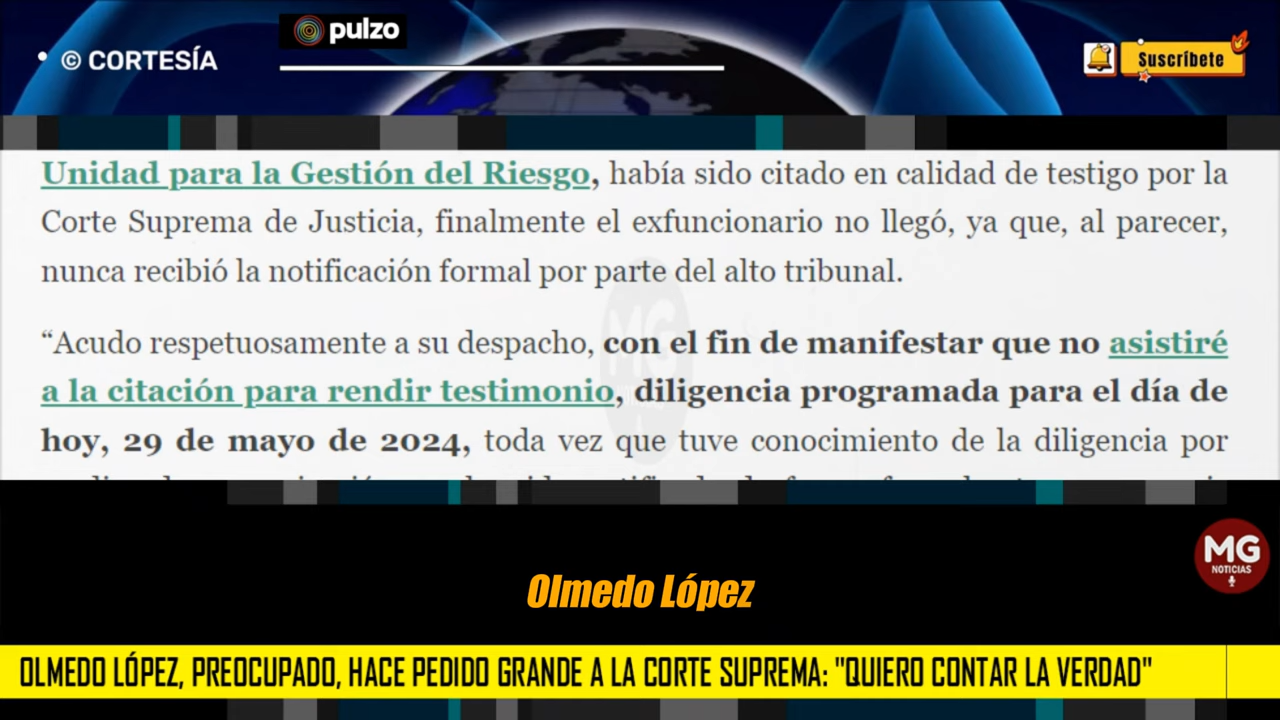 pulzo
© CORTESÍA
Suscríbete
Unidad para la Gestión del Riesgo, había sido citado en calidad de testigo por la
Corte Suprema de Justicia, finalmente el exfuncionario no llegó, ya que, al parecer,
nunca recibió la notificación formal por parte del alto tribunal.
“Acudo respetuosamente a su despacho, con el fin de manifestar que no asistiré
a la citación para rendir testimonio, diligencia programada para el día de
hoy, 29 de mayo de 2024, toda vez que tuve conocimiento de la diligencia por
MG
NOTICIAS
Olmedo López
OLMEDO LÓPEZ, PREOCUPADO, HACE PEDIDO GRANDE A LA CORTE SUPREMA: "QUIERO CONTAR LA VERDAD"